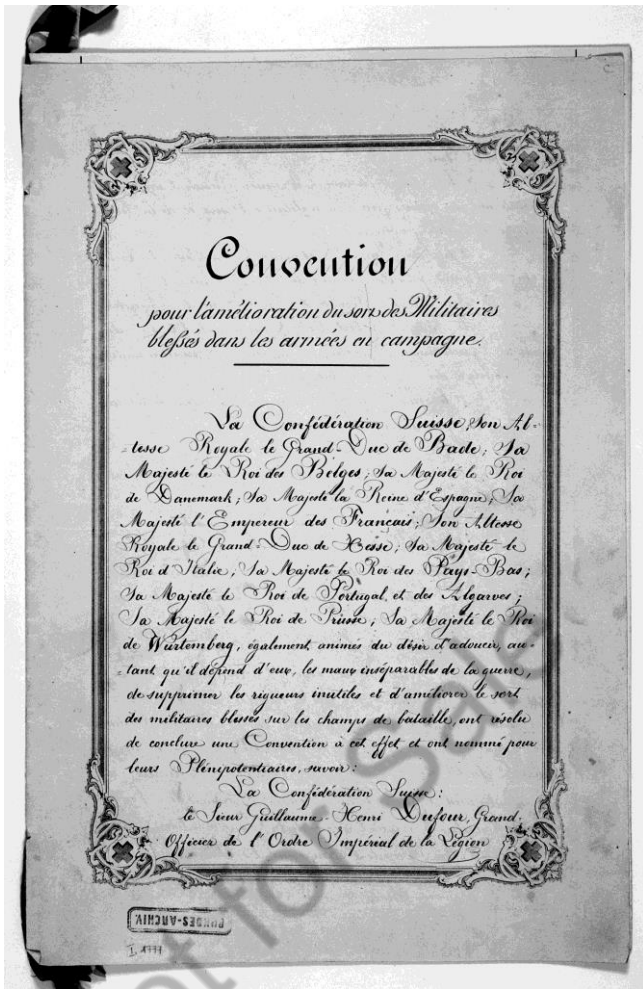 Convention
pour l'amélioration du sort des Militaires
blessés dans les armées en campagne.
La Confédération Suisse; Son Al-
-tesse Royale le Grand-Duc de Bade; Sa
Majesté le Roi des Belges; Sa Majesté le Roi
de Danemark; Sa Majesté la Reine d'Espagne; Sa
Majesté l'Empereur des Français; Son Altesse
Royale le Grand-Duc de Hesse; Sa Majesté le
Roi d'Italie; Sa Majesté le Roi des Pays-Bas;
Sa Majesté le Roi de Portugal et des Algarves;
Sa Majesté le Roi de Prusse; Sa Majesté le Roi
de Würtemberg, également animés du désir d'adoucir, au-
-tant qu'il dépend d'eux, les maux inséparables de la guerre,
de supprimer les rigueurs inutiles et d'améliorer le sort
des militaires blessés sur les champs de bataille, ont résolu
de conclure une Convention à cet effet et ont nommé pour
leurs Plénipotentiaires, savoir:
La Confédération Suisse:
le Sieur Guillaume-Henri Dufour, Grand
Officier de l'Ordre Impérial de la Légion
BUNDES-ARCHIV
not for Sale